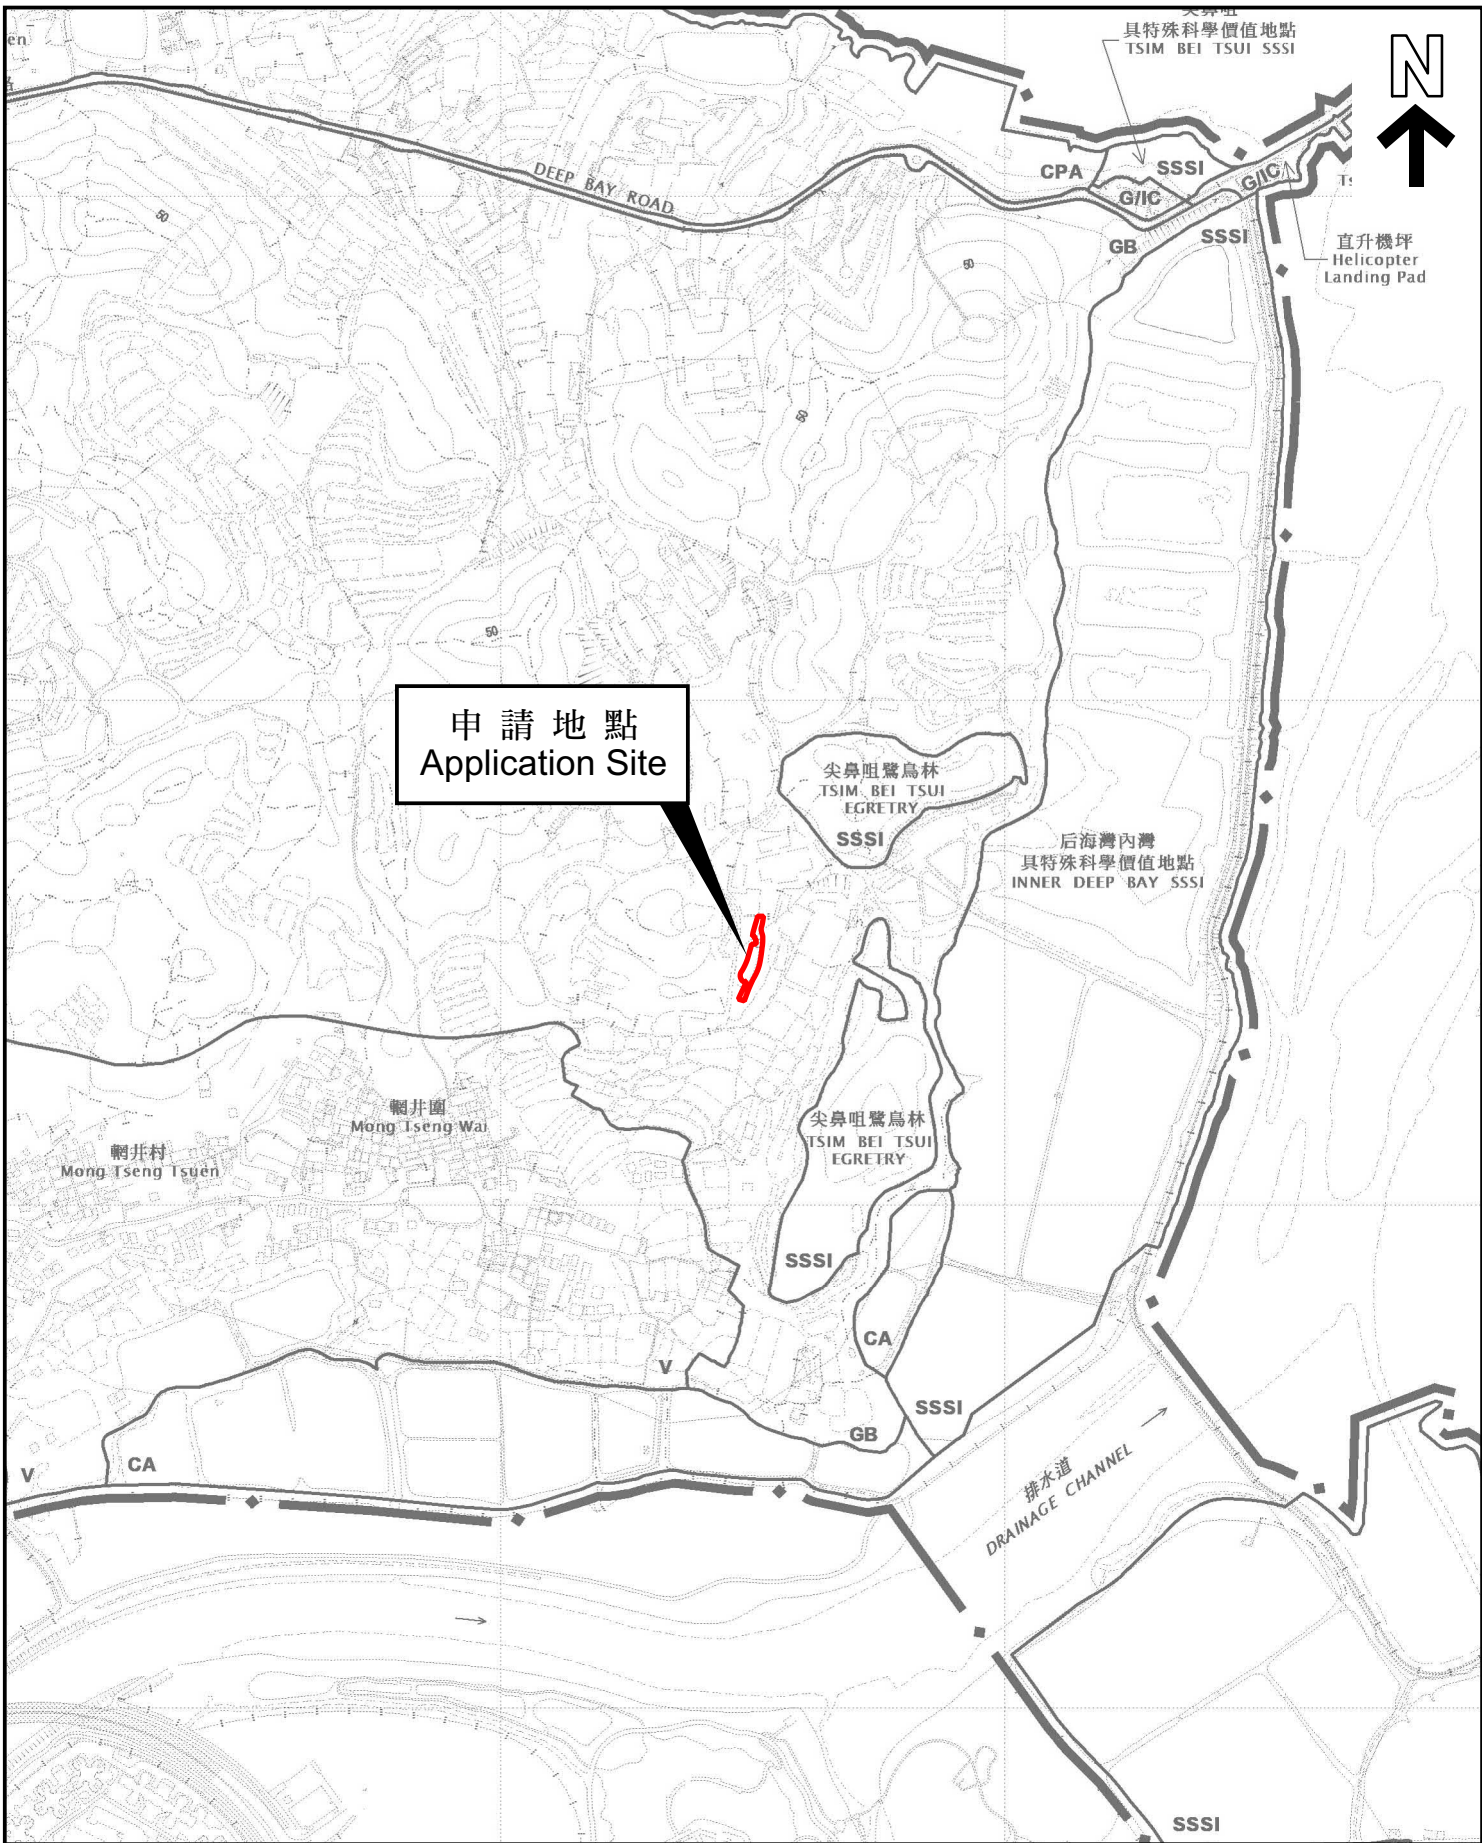 尖鼻咀
具特殊科學價值地點
TSIM BEI TSUI SSSI
N
en
路
DEEP BAY ROAD
CPA
SSSI
G/IC
G/IC
GB
SSSI
直升機坪
Helicopter
Landing Pad
50
50
50
50
申請地點
Application Site
尖鼻咀鷺鳥林
TSIM BEI TSUI
EGRETRY
SSSI
后海灣內灣
具特殊科學價值地點
INNER DEEP BAY SSSI
輞井圍
Mong Tseng Wai
輞井村
Mong Tseng Tsuen
尖鼻咀鷺鳥林
TSIM BEI TSUI
EGRETRY
SSSI
CA
V
SSSI
GB
CA
V
排水道
DRAINAGE CHANNEL
SSSI